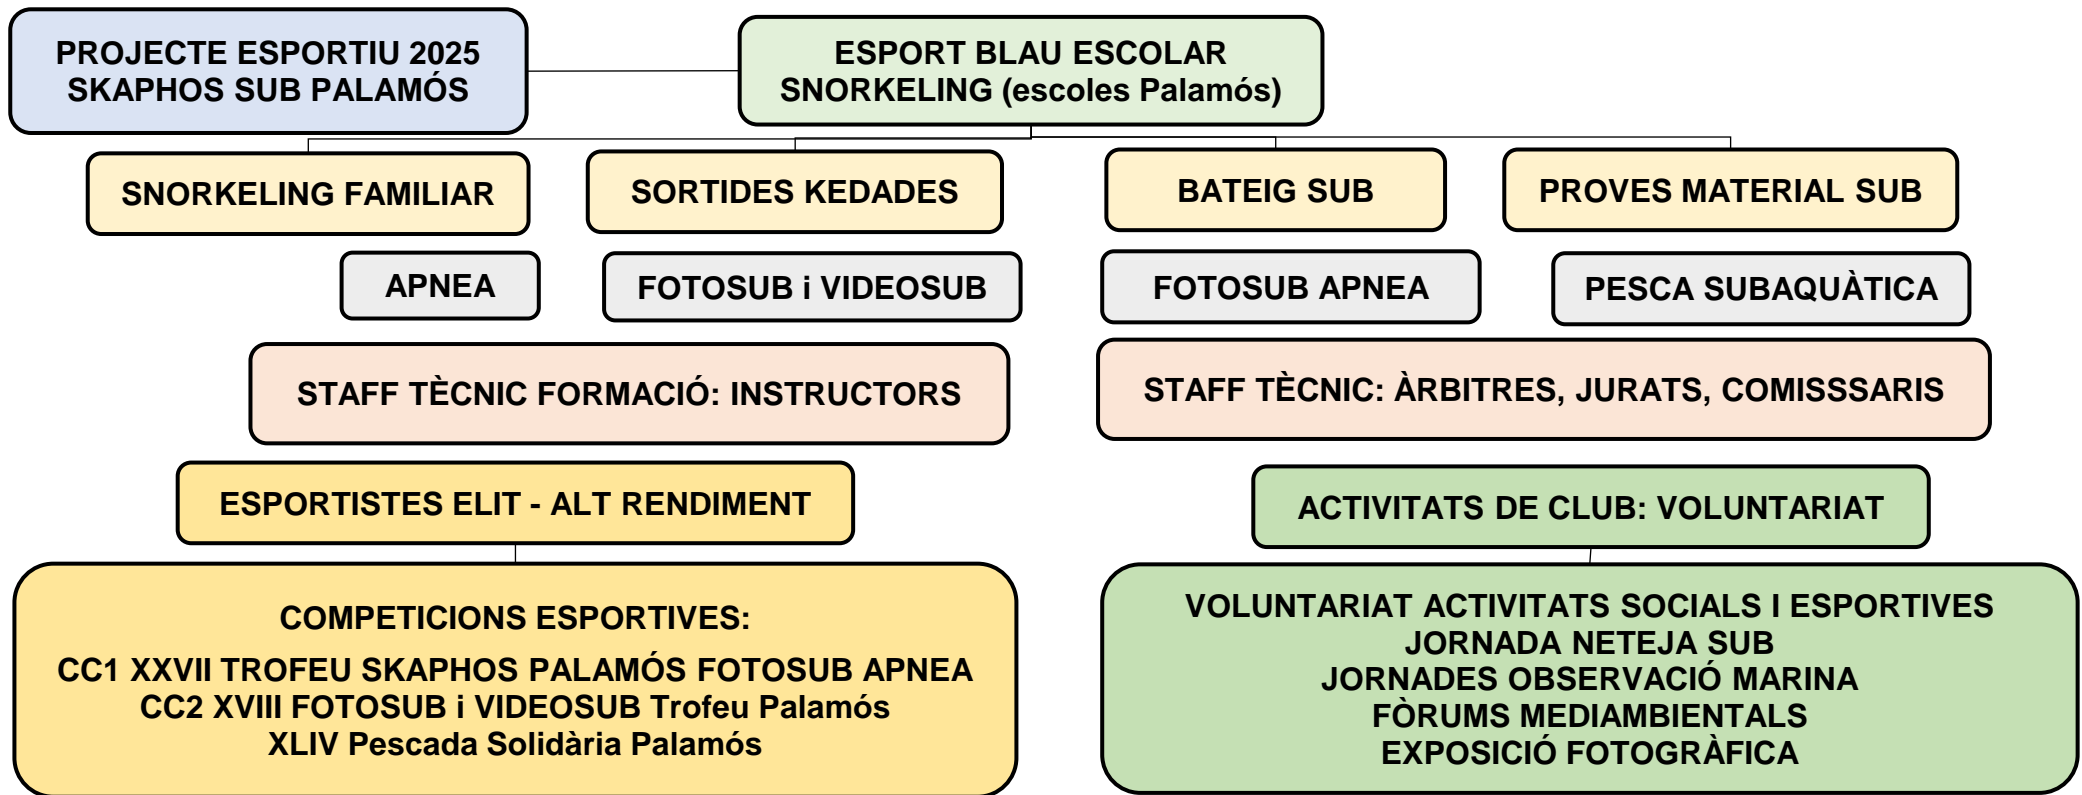 PROJECTE ESPORTIU 2025
SKAPHOS SUB PALAMÓS
ESPORT BLAU ESCOLAR
SNORKELING (escoles Palamós)
SNORKELING FAMILIAR
SORTIDES KEDADES
BATEIG SUB
PROVES MATERIAL SUB
APNEA
FOTOSUB i VIDEOSUB
FOTOSUB APNEA
PESCA SUBAQUÀTICA
STAFF TÈCNIC FORMACIÓ: INSTRUCTORS
STAFF TÈCNIC: ÀRBITRES, JURATS, COMISSSARIS
ESPORTISTES ELIT - ALT RENDIMENT
ACTIVITATS DE CLUB: VOLUNTARIAT
COMPETICIONS ESPORTIVES:
CC1 XXVII TROFEU SKAPHOS PALAMÓS FOTOSUB APNEA
CC2 XVIII FOTOSUB i VIDEOSUB Trofeu Palamós
XLIV Pescada Solidària Palamós
VOLUNTARIAT ACTIVITATS SOCIALS I ESPORTIVES
JORNADA NETEJA SUB
JORNADES OBSERVACIÓ MARINA
FÒRUMS MEDIAMBIENTALS
EXPOSICIÓ FOTOGRÀFICA